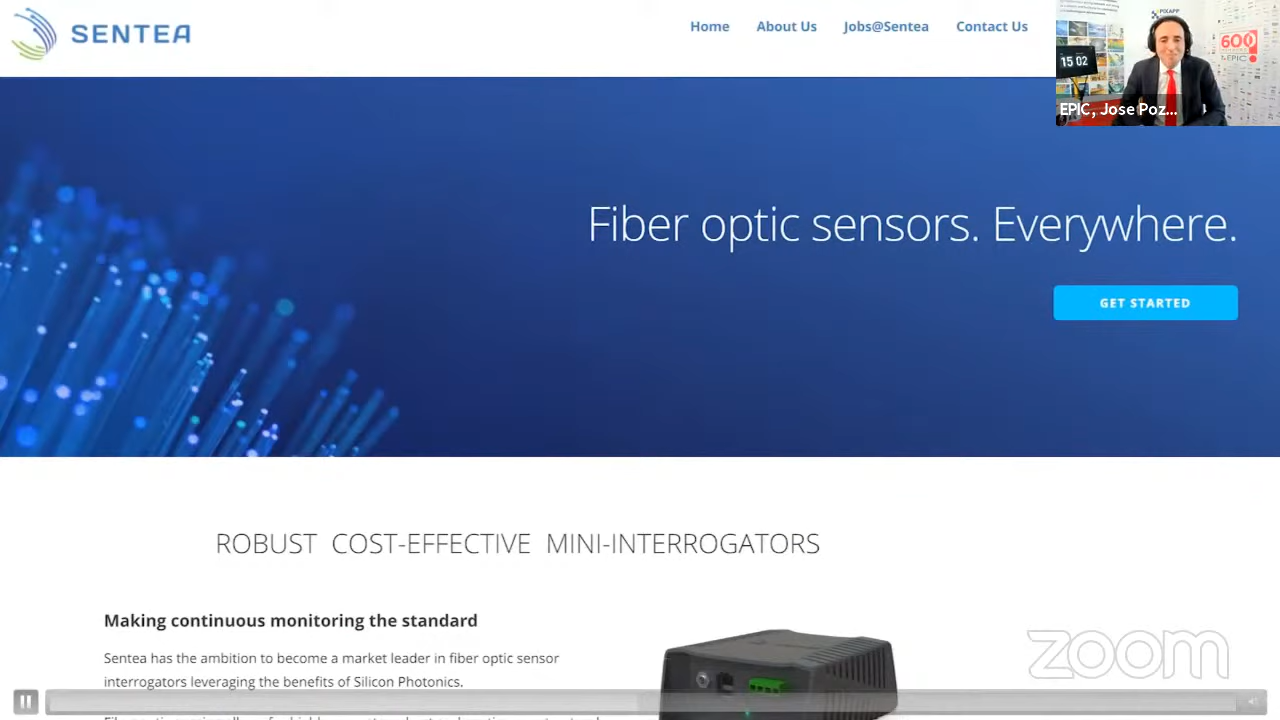 SENTEA
Home
About Us
Jobs@Sentea
Contact Us
PIXAPP
15 02
600
EPIC
EPIC, Jose Poz...
Fiber optic sensors. Everywhere.
GET STARTED
ROBUST COST-EFFECTIVE MINI-INTERROGATORS
Making continuous monitoring the standard
Sentea has the ambition to become a market leader in fiber optic sensor
interrogators leveraging the benefits of Silicon Photonics.
zoom